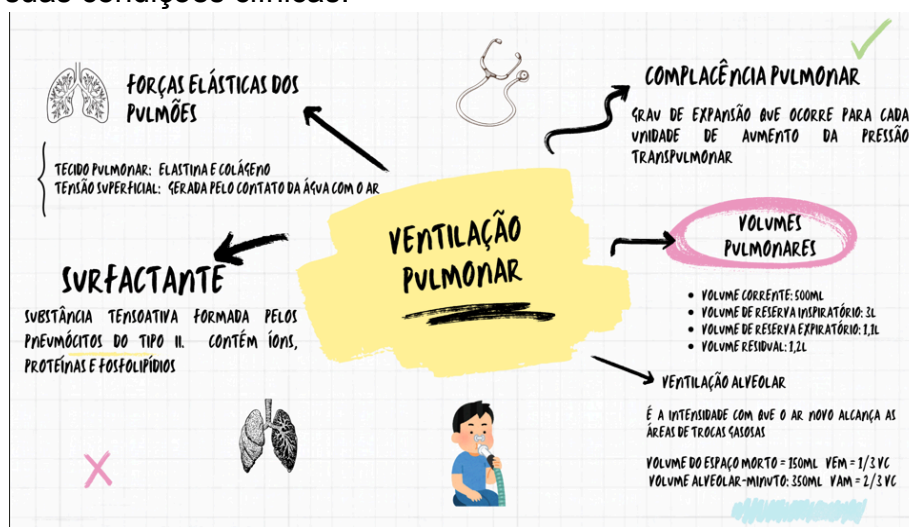 suas condições clínicas.
FORÇAS ELÁSTICAS DOS
PULMÕES
TECIDO PULMONAR: ELASTINA E COLÁGENO
TENSÃO SUPERFICIAL: GERADA PELO CONTATO DA ÁGUA COM O AR
SURFACTANTE
SUBSTÂNCIA TENSOATIVA FORMADA PELOS
PNEUMÓCITOS DO TIPO II. CONTÉM ÍONS,
PROTEÍNAS E FOSFOLIPÍDIOS
VENTILAÇÃO
PULMONAR
COMPLACÊNCIA PULMONAR
GRAU DE EXPANSÃO QUE OCORRE PARA CADA
UNIDADE DE AUMENTO DA PRESSÃO
TRANSPULMONAR
VOLUMES
PULMONARES
• VOLUME CORRENTE: 500ML
• VOLUME DE RESERVA INSPIRATÓRIO: 3L
• VOLUME DE RESERVA EXPIRATÓRIO: 1,1L
• VOLUME RESIDUAL: 1,2L
VENTILAÇÃO ALVEOLAR
É A INTENSIDADE COM QUE O AR NOVO ALCANÇA AS
ÁREAS DE TROCAS GASOSAS
VOLUME DO ESPAÇO MORTO = 150ML VEM = 1/3 VC
VOLUME ALVEOLAR-MINUTO: 350ML VAM = 2/3 VC